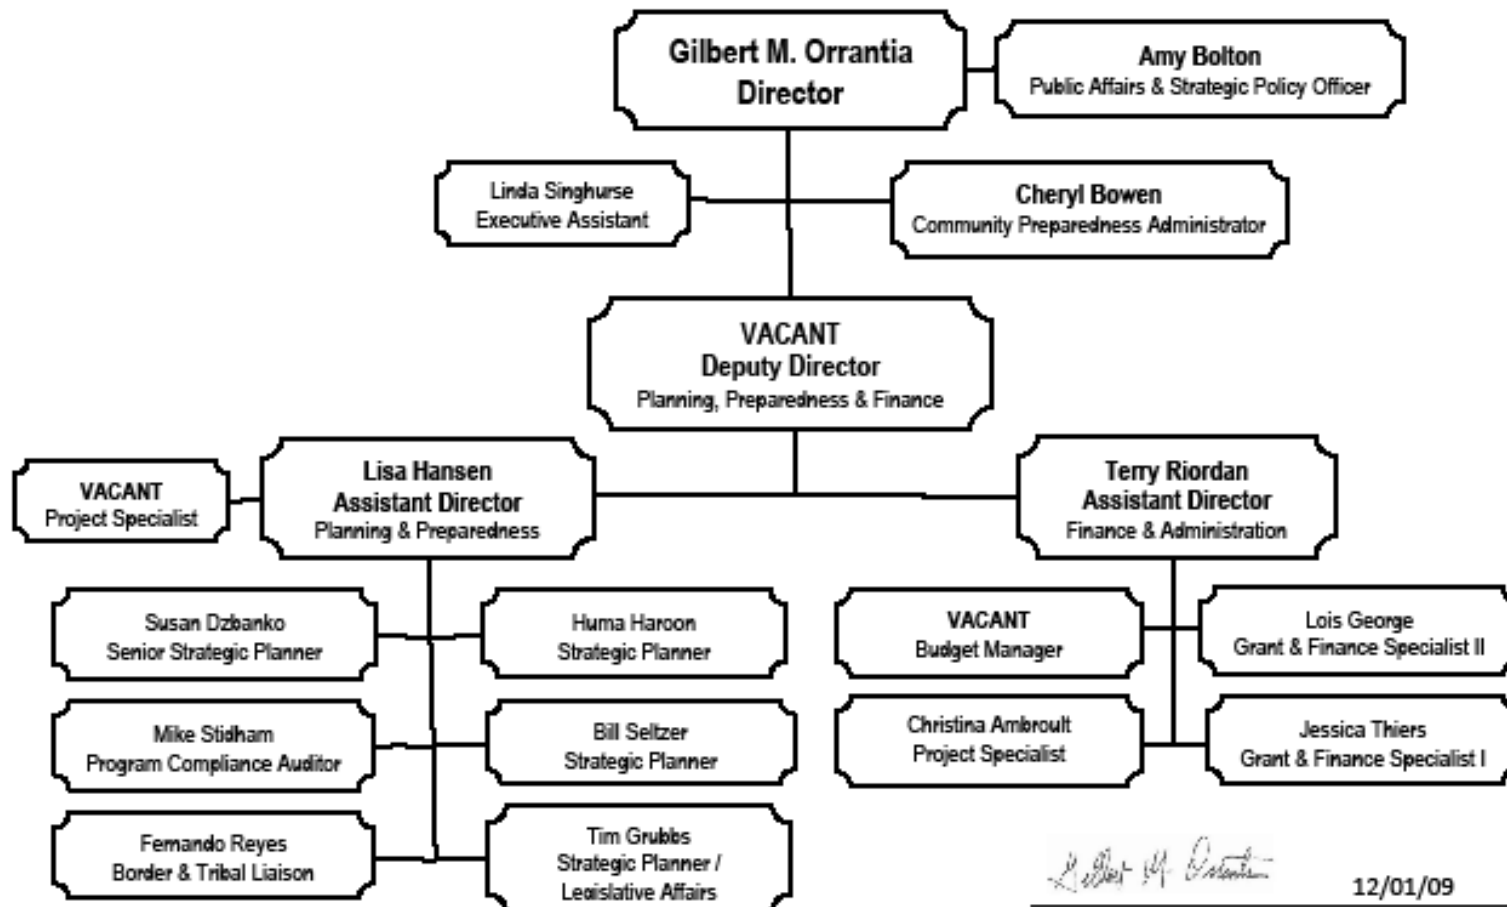 Gilbert M. Orrantia
Director
Amy Bolton
Public Affairs & Strategic Policy Officer
Linda Singhurse
Executive Assistant
Cheryl Bowen
Community Preparedness Administrator
VACANT
Deputy Director
Planning, Preparedness & Finance
VACANT
Project Specialist
Lisa Hansen
Assistant Director
Planning & Preparedness
Terry Riordan
Assistant Director
Finance & Administration
Susan Dzbanko
Senior Strategic Planner
Huma Haroon
Strategic Planner
VACANT
Budget Manager
Lois George
Grant & Finance Specialist II
Mike Stidham
Program Compliance Auditor
Bill Seltzer
Strategic Planner
Christina Ambroult
Project Specialist
Jessica Thiers
Grant & Finance Specialist I
Fernando Reyes
Border & Tribal Liaison
Tim Grubbs
Strategic Planner /
Legislative Affairs
Gilbert M. Orrantia
12/01/09